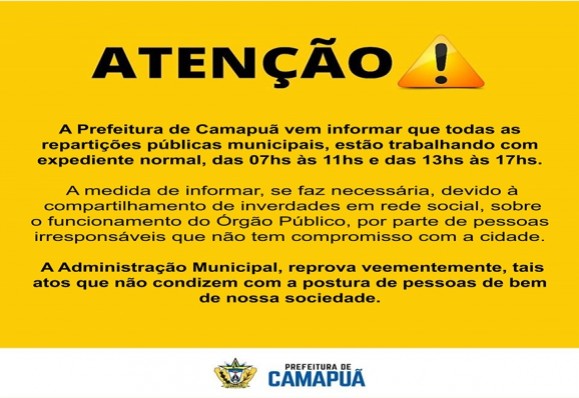 ATENÇÃO
A Prefeitura de Camapuã vem informar que todas as
repartições públicas municipais, estão trabalhando com
expediente normal, das 07hs às 11hs e das 13hs às 17hs.
A medida de informar, se faz necessária, devido à
compartilhamento de inverdades em rede social, sobre
o funcionamento do Órgão Público, por parte de pessoas
irresponsáveis que não tem compromisso com a cidade.
A Administração Municipal, reprova veementemente, tais
atos que não condizem com a postura de pessoas de bem
de nossa sociedade.
PREFEITURA DE
CAMAPUÃ